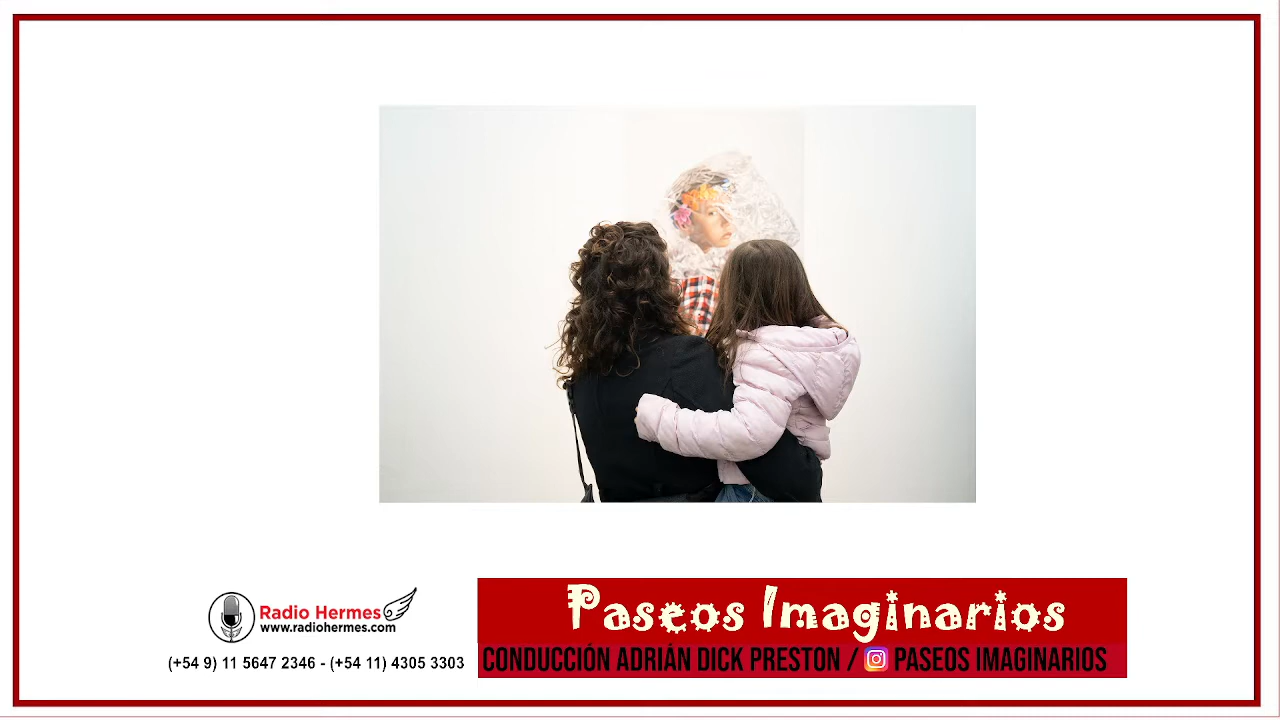 Radio Hermes
www.radiohermes.com
(+54 9) 11 5647 2346 - (+54 11) 4305 3303
Paseos Imaginarios
CONDUCCIÓN ADRIÁN DICK PRESTON / PASEOS IMAGINARIOS